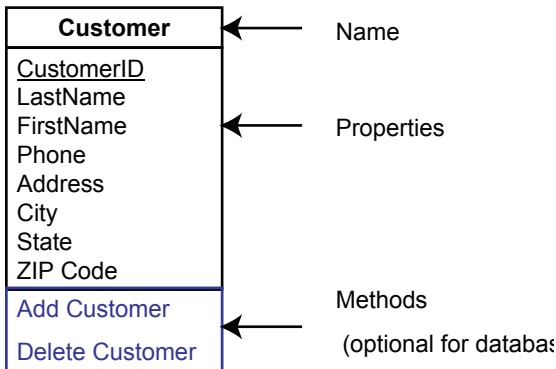 Customer
Name
CustomerID
LastName
FirstName
Properties
Phone
Address
City
State
ZIP Code
Add Customer
Methods
Delete Customer
(optional for